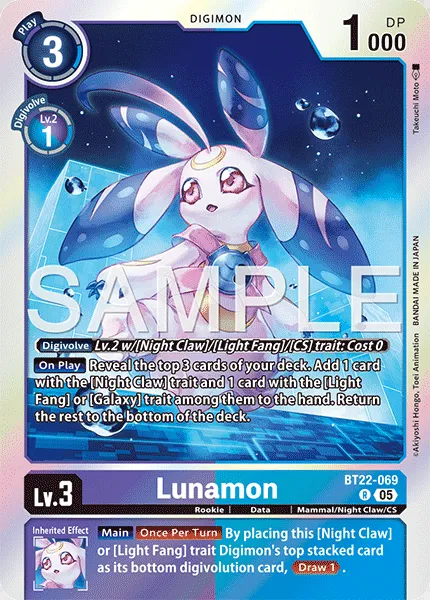 Play
3
DIGIMON
DP
1000
Digivolve
Lv.2
1
Takeuchi Moto
SAMPLE
Digivolve Lv.2 w/[Night Claw]/[Light Fang]/[CS] trait: Cost 0
On Play Reveal the top 3 cards of your deck. Add 1 card
with the [Night Claw] trait and 1 card with the [Light
Fang] or [Galaxy] trait among them to the hand. Return
the rest to the bottom of the deck.
©Akiyoshi Hongo, Toei Animation BANDAI MADE IN JAPAN
Lv.3
Lunamon
BT22-069
R 05
Rookie | Data | Mammal/Night Claw/CS
Inherited Effect
Main Once Per Turn By placing this [Night Claw]
or [Light Fang] trait Digimon's top stacked card
as its bottom digivolution card, Draw 1 .